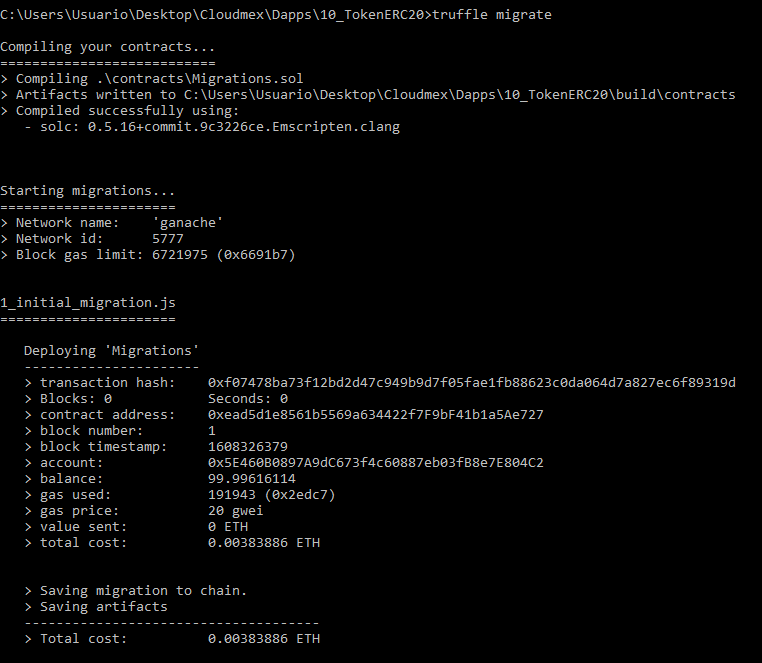 C:\Users\Usuario\Desktop\Cloudmex\Dapps\10_TokenERC20>truffle migrate
Compiling your contracts...
===========================
> Compiling .\contracts\Migrations.sol
> Artifacts written to C:\Users\Usuario\Desktop\Cloudmex\Dapps\10_TokenERC20\build\contracts
> Compiled successfully using:
   - solc: 0.5.16+commit.9c3226ce.Emscripten.clang
Starting migrations...
======================
> Network name:    'ganache'
> Network id:      5777
> Block gas limit: 6721975 (0x6691b7)
1_initial_migration.js
======================
   Deploying 'Migrations'
   ----------------------
   > transaction hash:    0xf07478ba73f12bd2d47c949b9d7f05fae1fb88623c0da064d7a827ec6f89319d
   > Blocks: 0            Seconds: 0
   > contract address:    0xead5d1e8561b5569a634422f7F9bF41b1a5Ae727
   > block number:        1
   > block timestamp:     1608326379
   > account:             0x5E460B0897A9dC673f4c60887eb03fB8e7E804C2
   > balance:             99.99616114
   > gas used:            191943 (0x2edc7)
   > gas price:           20 gwei
   > value sent:          0 ETH
   > total cost:          0.00383886 ETH
   > Saving migration to chain.
   > Saving artifacts
   -------------------------------------
   > Total cost:          0.00383886 ETH